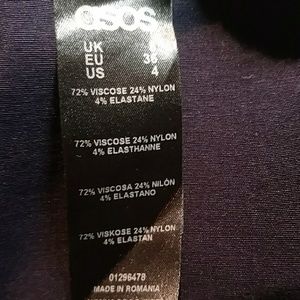 asos
UK
EU 36
US 4
72% VISCOSE 24% NYLON
4% ELASTANE
72% VISCOSE 24% NYLON
4% ELASTHANNE
72% VISCOSA 24% NILÓN
4% ELASTANO
72% VISKOSE 24% NYLON
4% ELASTAN
01296478
MADE IN ROMANIA